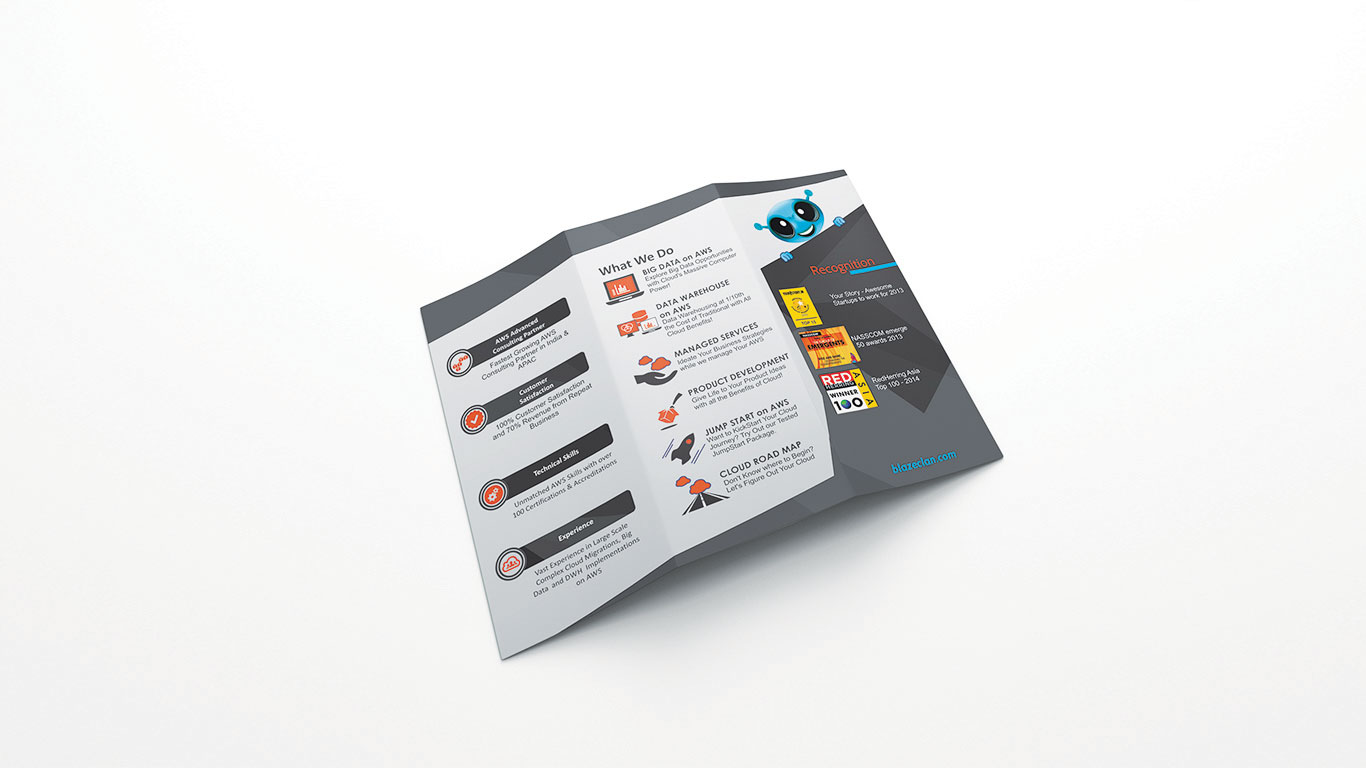 AWS Advanced
Consulting Partner
Fastest Growing AWS
Consulting Partner in India &
APAC
Customer
Satisfaction
100% Customer Satisfaction
and 70% Revenue from Repeat
Business
Technical Skills
Unmatched AWS Skills with over
100 Certifications & Accreditations
Experience
Vast Experience in Large Scale
Complex Cloud Migrations, Big
Data and DWH Implementations
on AWS
What We Do
BIG DATA on AWS
Explore Big Data Opportunities
with Cloud's Massive Computer
Power!
DATA WAREHOUSE
on AWS
Data Warehousing at 1/10th
the Cost of Traditional with All
Cloud Benefits!
MANAGED SERVICES
Ideate Your Business Strategies
while we manage Your AWS
PRODUCT DEVELOPMENT
Give Life to Your Product Ideas
with all the Benefits of Cloud!
JUMP START on AWS
Want to KickStart Your Cloud
Journey? Try Out our Tested
JumpStart Package.
CLOUD ROAD MAP
Don't Know where to Begin?
Let's Figure Out Your Cloud
Recognition
Your Story - Awesome
Startups to work for 2013
TOP 13
NASSCOM emerge
50 awards 2013
EMERGENTS
RedHerring Asia
Top 100 - 2014
RED
HERRING
WINNER
100
ASIA
blazeclan.com